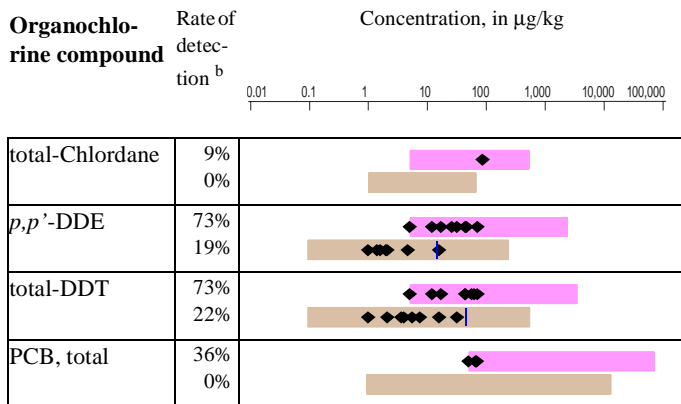 Organochlo-
rine compound
Rate of
detec-
tion b
Concentration, in µg/kg
0.01 0.1 1 10 100 1,000 10,000 100,000
total-Chlordane 9%
0%
p,p’-DDE 73%
19%
total-DDT 73%
22%
PCB, total 36%
0%